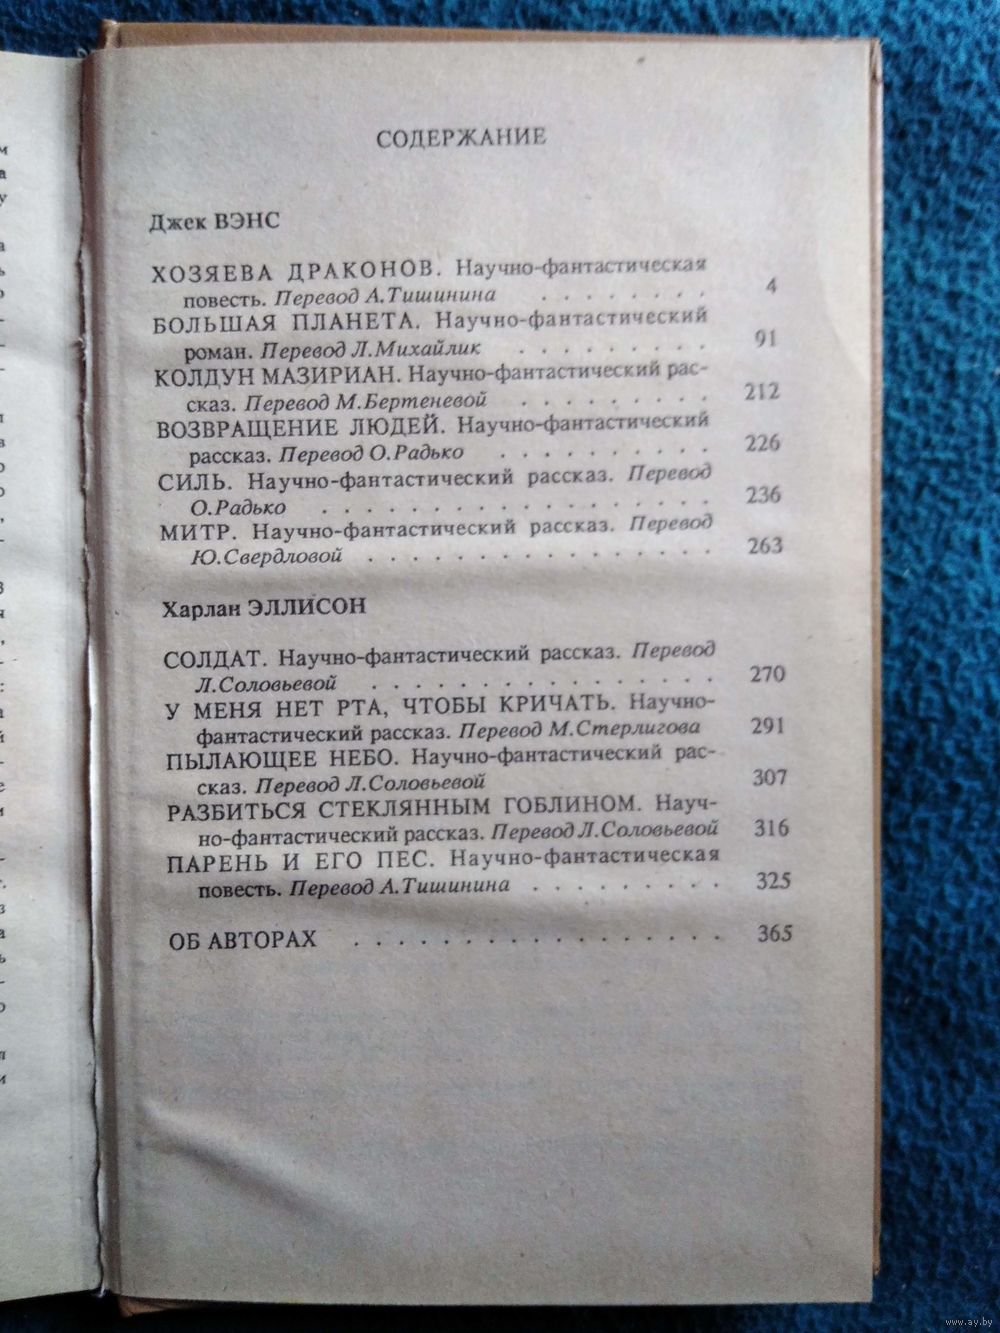 СОДЕРЖАНИЕ
Джек ВЭНС
ХОЗЯЕВА ДРАКОНОВ. Научно-фантастическая
повесть. Перевод А.Тишинина . . . . . . . . 4
БОЛЬШАЯ ПЛАНЕТА. Научно-фантастический
роман. Перевод Л.Михайлик . . . . . . . . . 91
КОЛДУН МАЗИРИАН. Научно-фантастический рас-
сказ. Перевод М.Бертеневой . . . . . . . . . 212
ВОЗВРАЩЕНИЕ ЛЮДЕЙ. Научно-фантастический
рассказ. Перевод О.Радько . . . . . . . . . . 226
СИЛЬ. Научно-фантастический рассказ. Перевод
О.Радько . . . . . . . . . . . . . . . . . 236
МИТР. Научно-фантастический рассказ. Перевод
Ю.Свердловой . . . . . . . . . . . . . . . 263
Харлан ЭЛЛИСОН
СОЛДАТ. Научно-фантастический рассказ. Перевод
Л.Соловьевой . . . . . . . . . . . . . . . 270
У МЕНЯ НЕТ РТА, ЧТОБЫ КРИЧАТЬ. Научно-
фантастический рассказ. Перевод М.Стерлигова 291
ПЫЛАЮЩЕЕ НЕБО. Научно-фантастический рас-
сказ. Перевод Л.Соловьевой 307
РАЗБИТЬСЯ СТЕКЛЯННЫМ ГОБЛИНОМ. Науч-
но-фантастический рассказ. Перевод Л.Соловьевой 316
ПАРЕНЬ И ЕГО ПЕС. Научно-фантастическая
повесть. Перевод А.Тишинина . . . . . . . . . 325
ОБ АВТОРАХ . . . . . . . . . . . . . . . . . 365
www.ay.by